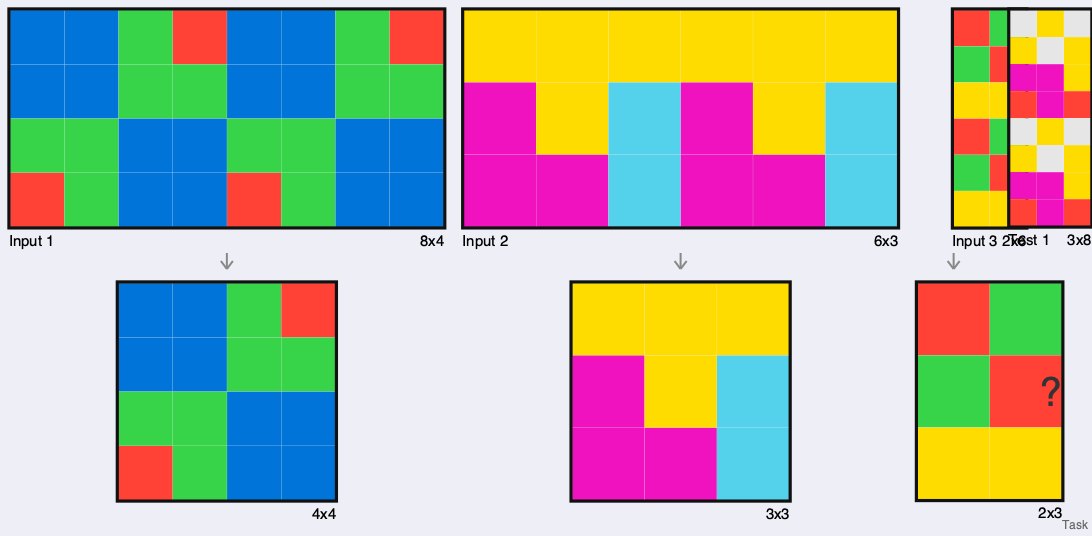 Input 1 8x4
Input 2 6x3
Input 3 2x6
Test 1 3x8
?
4x4
3x3
2x3
Task